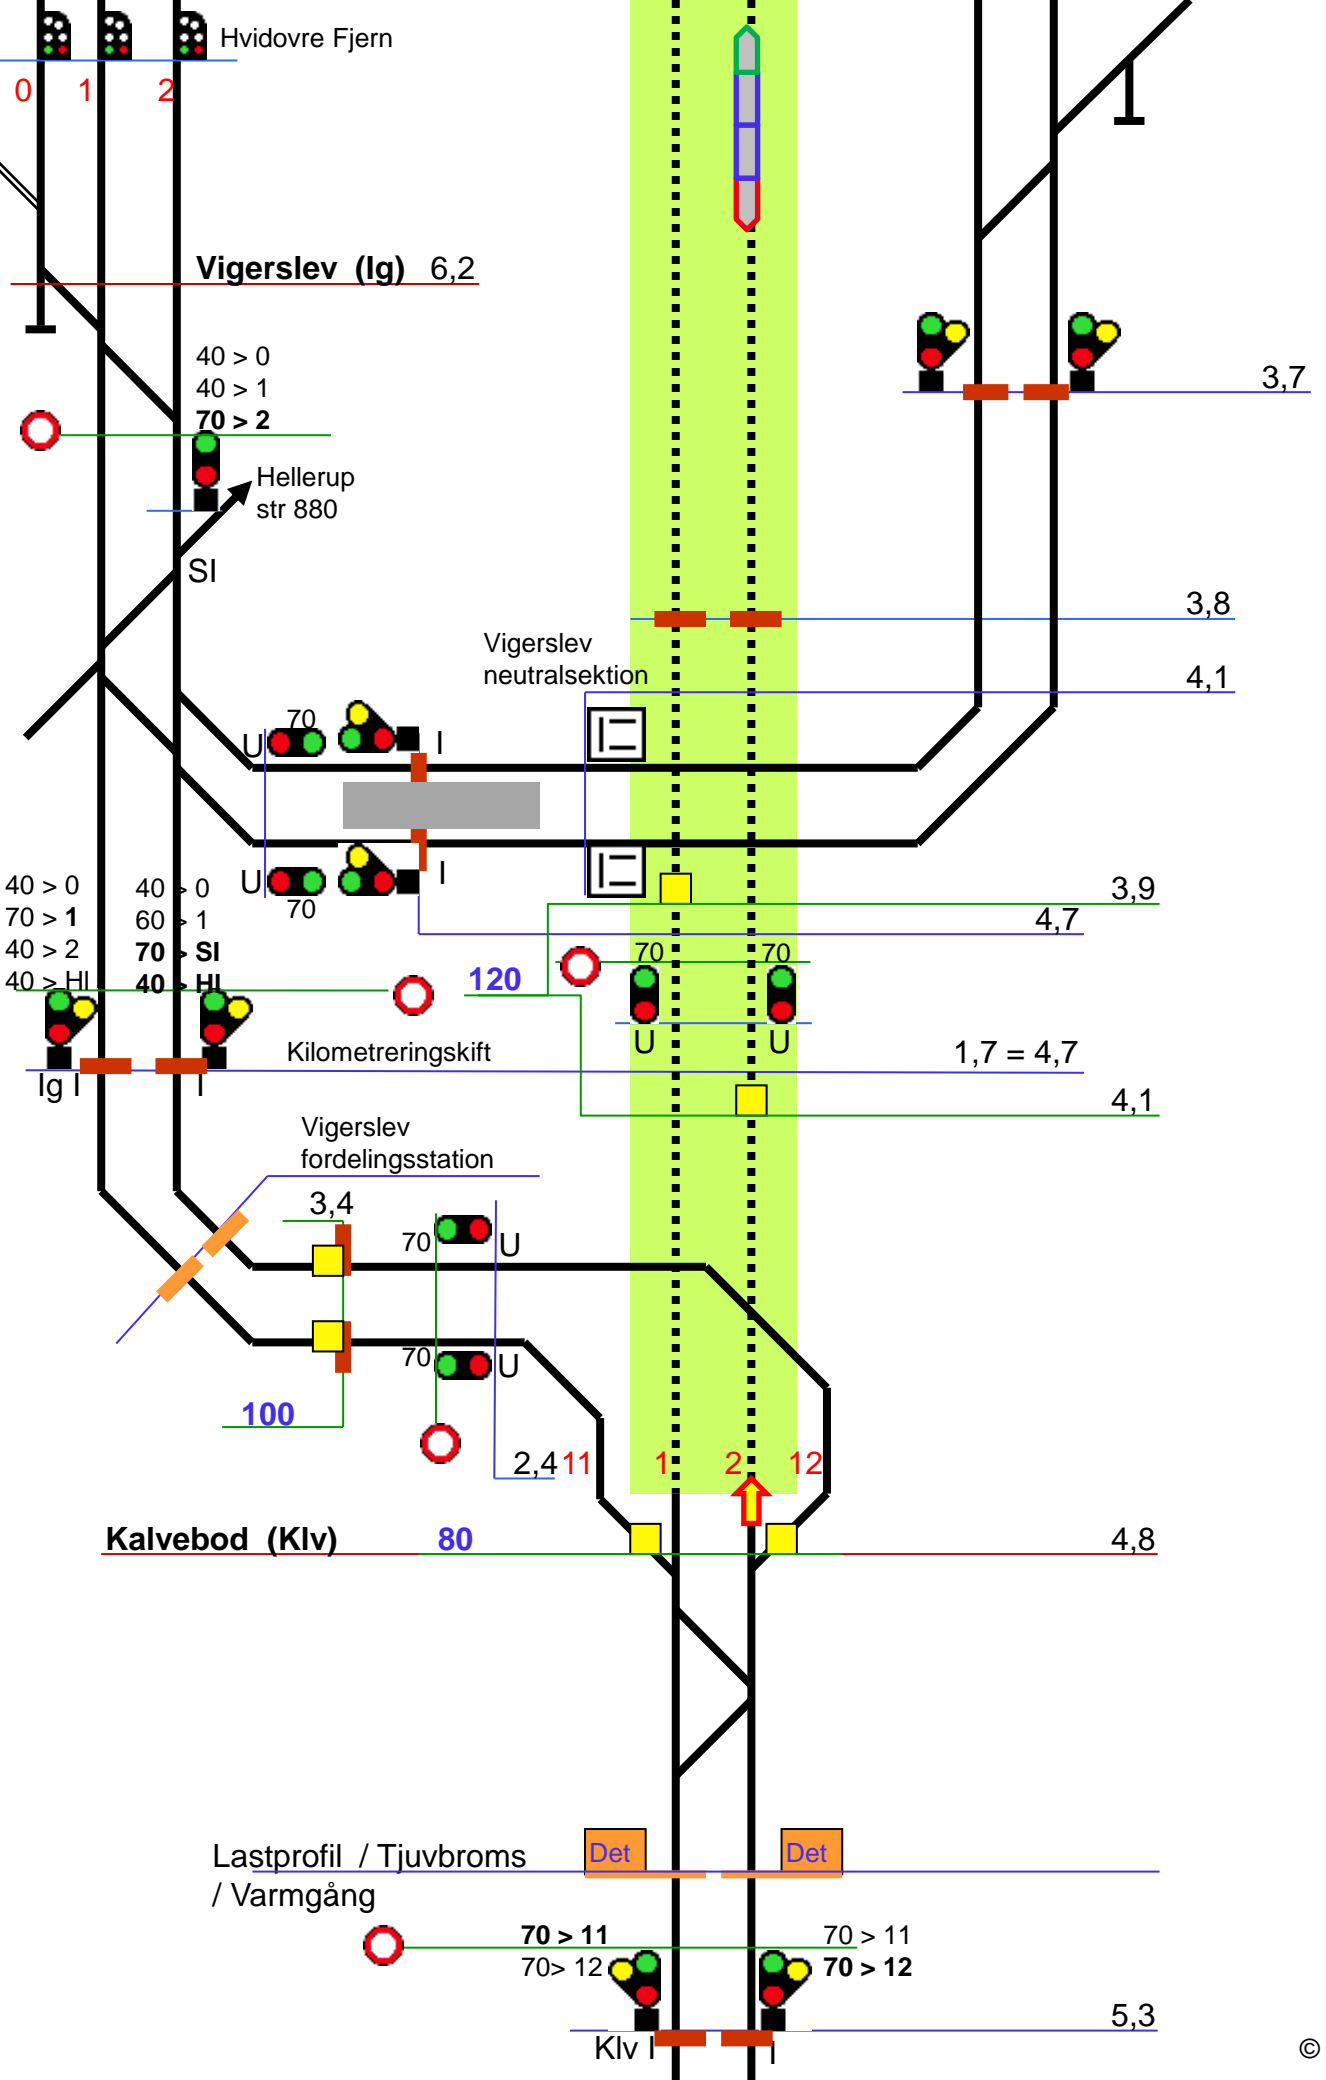 Hvidovre Fjern
0 1 2
Vigerslev (Ig) 6,2
40 > 0
40 > 1
70 > 2
3,7
Hellerup
str 880
SI
3,8
Vigerslev
neutralsektion
4,1
70
U I
U I
70
40 > 0
70 > 1
40 > 2
40 > HI
40 > 0
60 > 1
70 > SI
40 > HI
3,9
4,7
70 70
120
U U
Kilometreringskift
1,7 = 4,7
Ig I I
4,1
Vigerslev
fordelingsstation
3,4
70 U
70 U
100
2,4 11 1 2 12
Kalvebod (Klv) 80 4,8
Det Det
Lastprofil / Tjuvbroms
/ Varmgång
70 > 11
70> 12
70 > 11
70 > 12
5,3
Klv I I
©